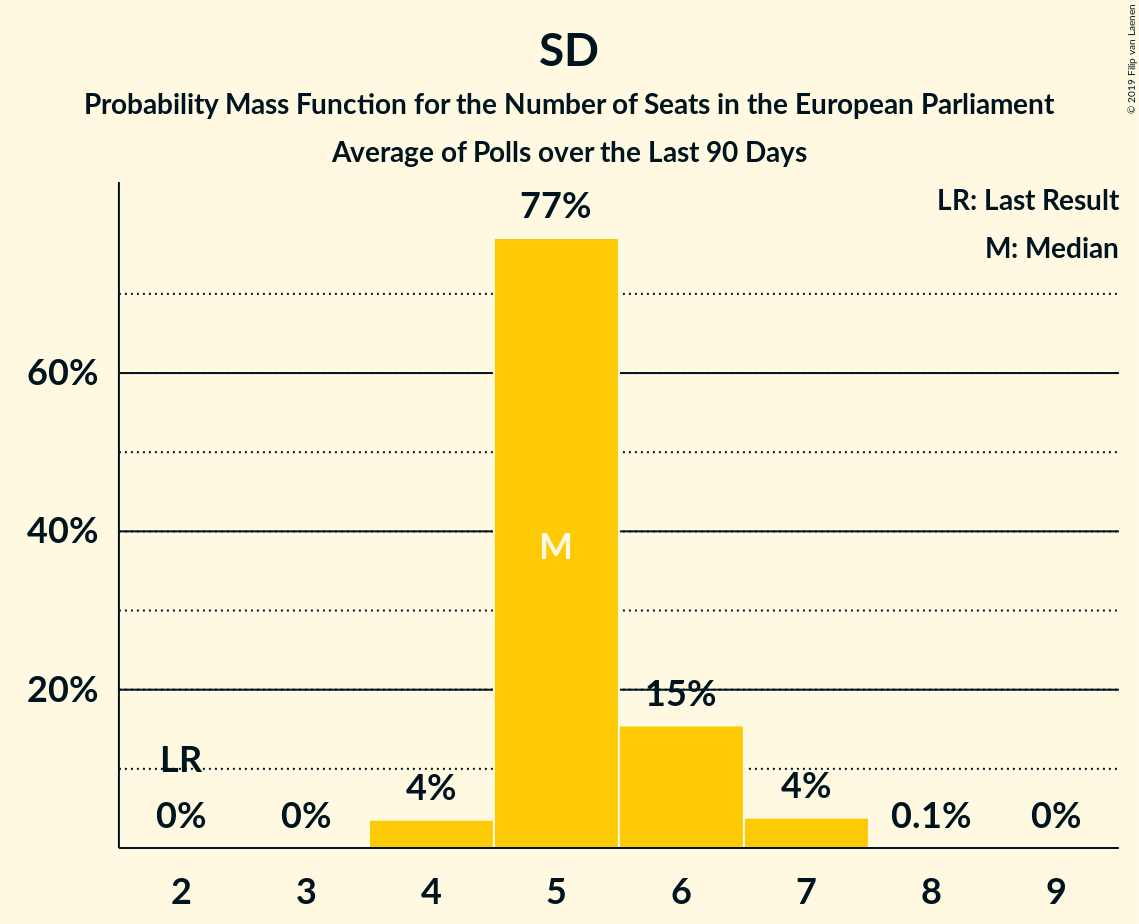 SD
Probability Mass Function for the Number of Seats in the European Parliament
Average of Polls over the Last 90 Days
© 2019 Filip van Laenen
LR: Last Result
M: Median
77%
60%
40%
M
20%
15%
LR
4%
4%
0%
0%
0.1%
0%
2 3 4 5 6 7 8 9